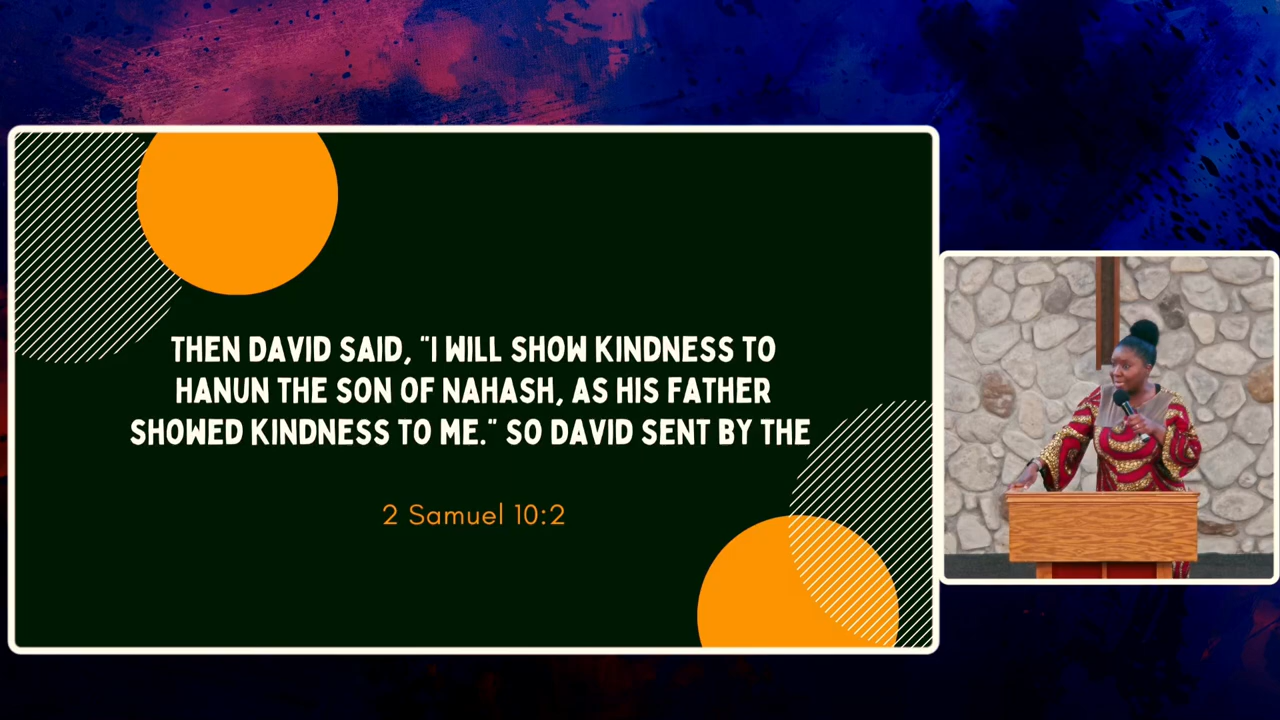 THEN DAVID SAID, "I WILL SHOW KINDNESS TO
HANUN THE SON OF NAHASH, AS HIS FATHER
SHOWED KINDNESS TO ME." SO DAVID SENT BY THE
2 Samuel 10:2